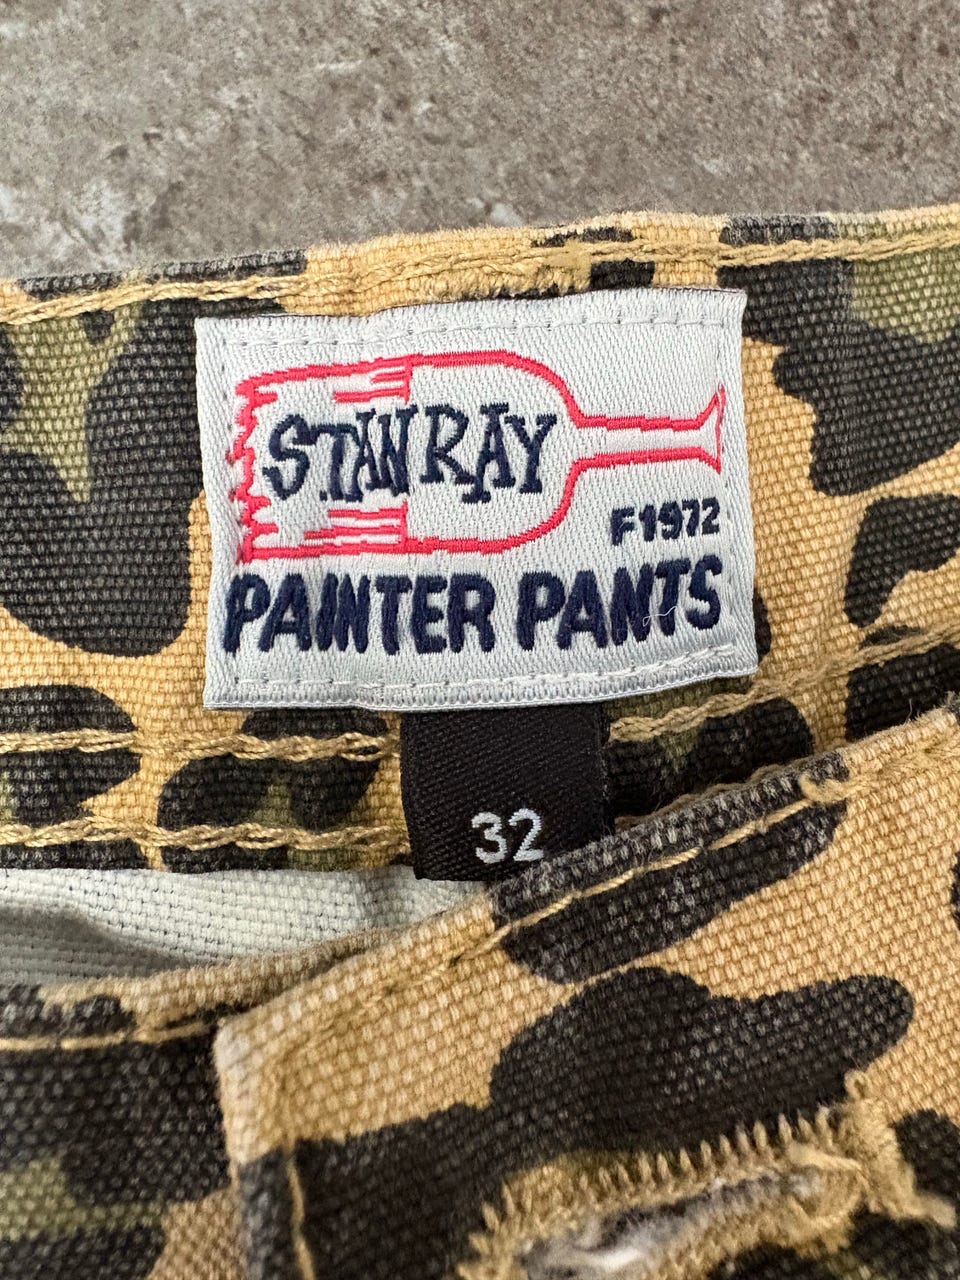 STAN RAY
F1972
PAINTER PANTS
32